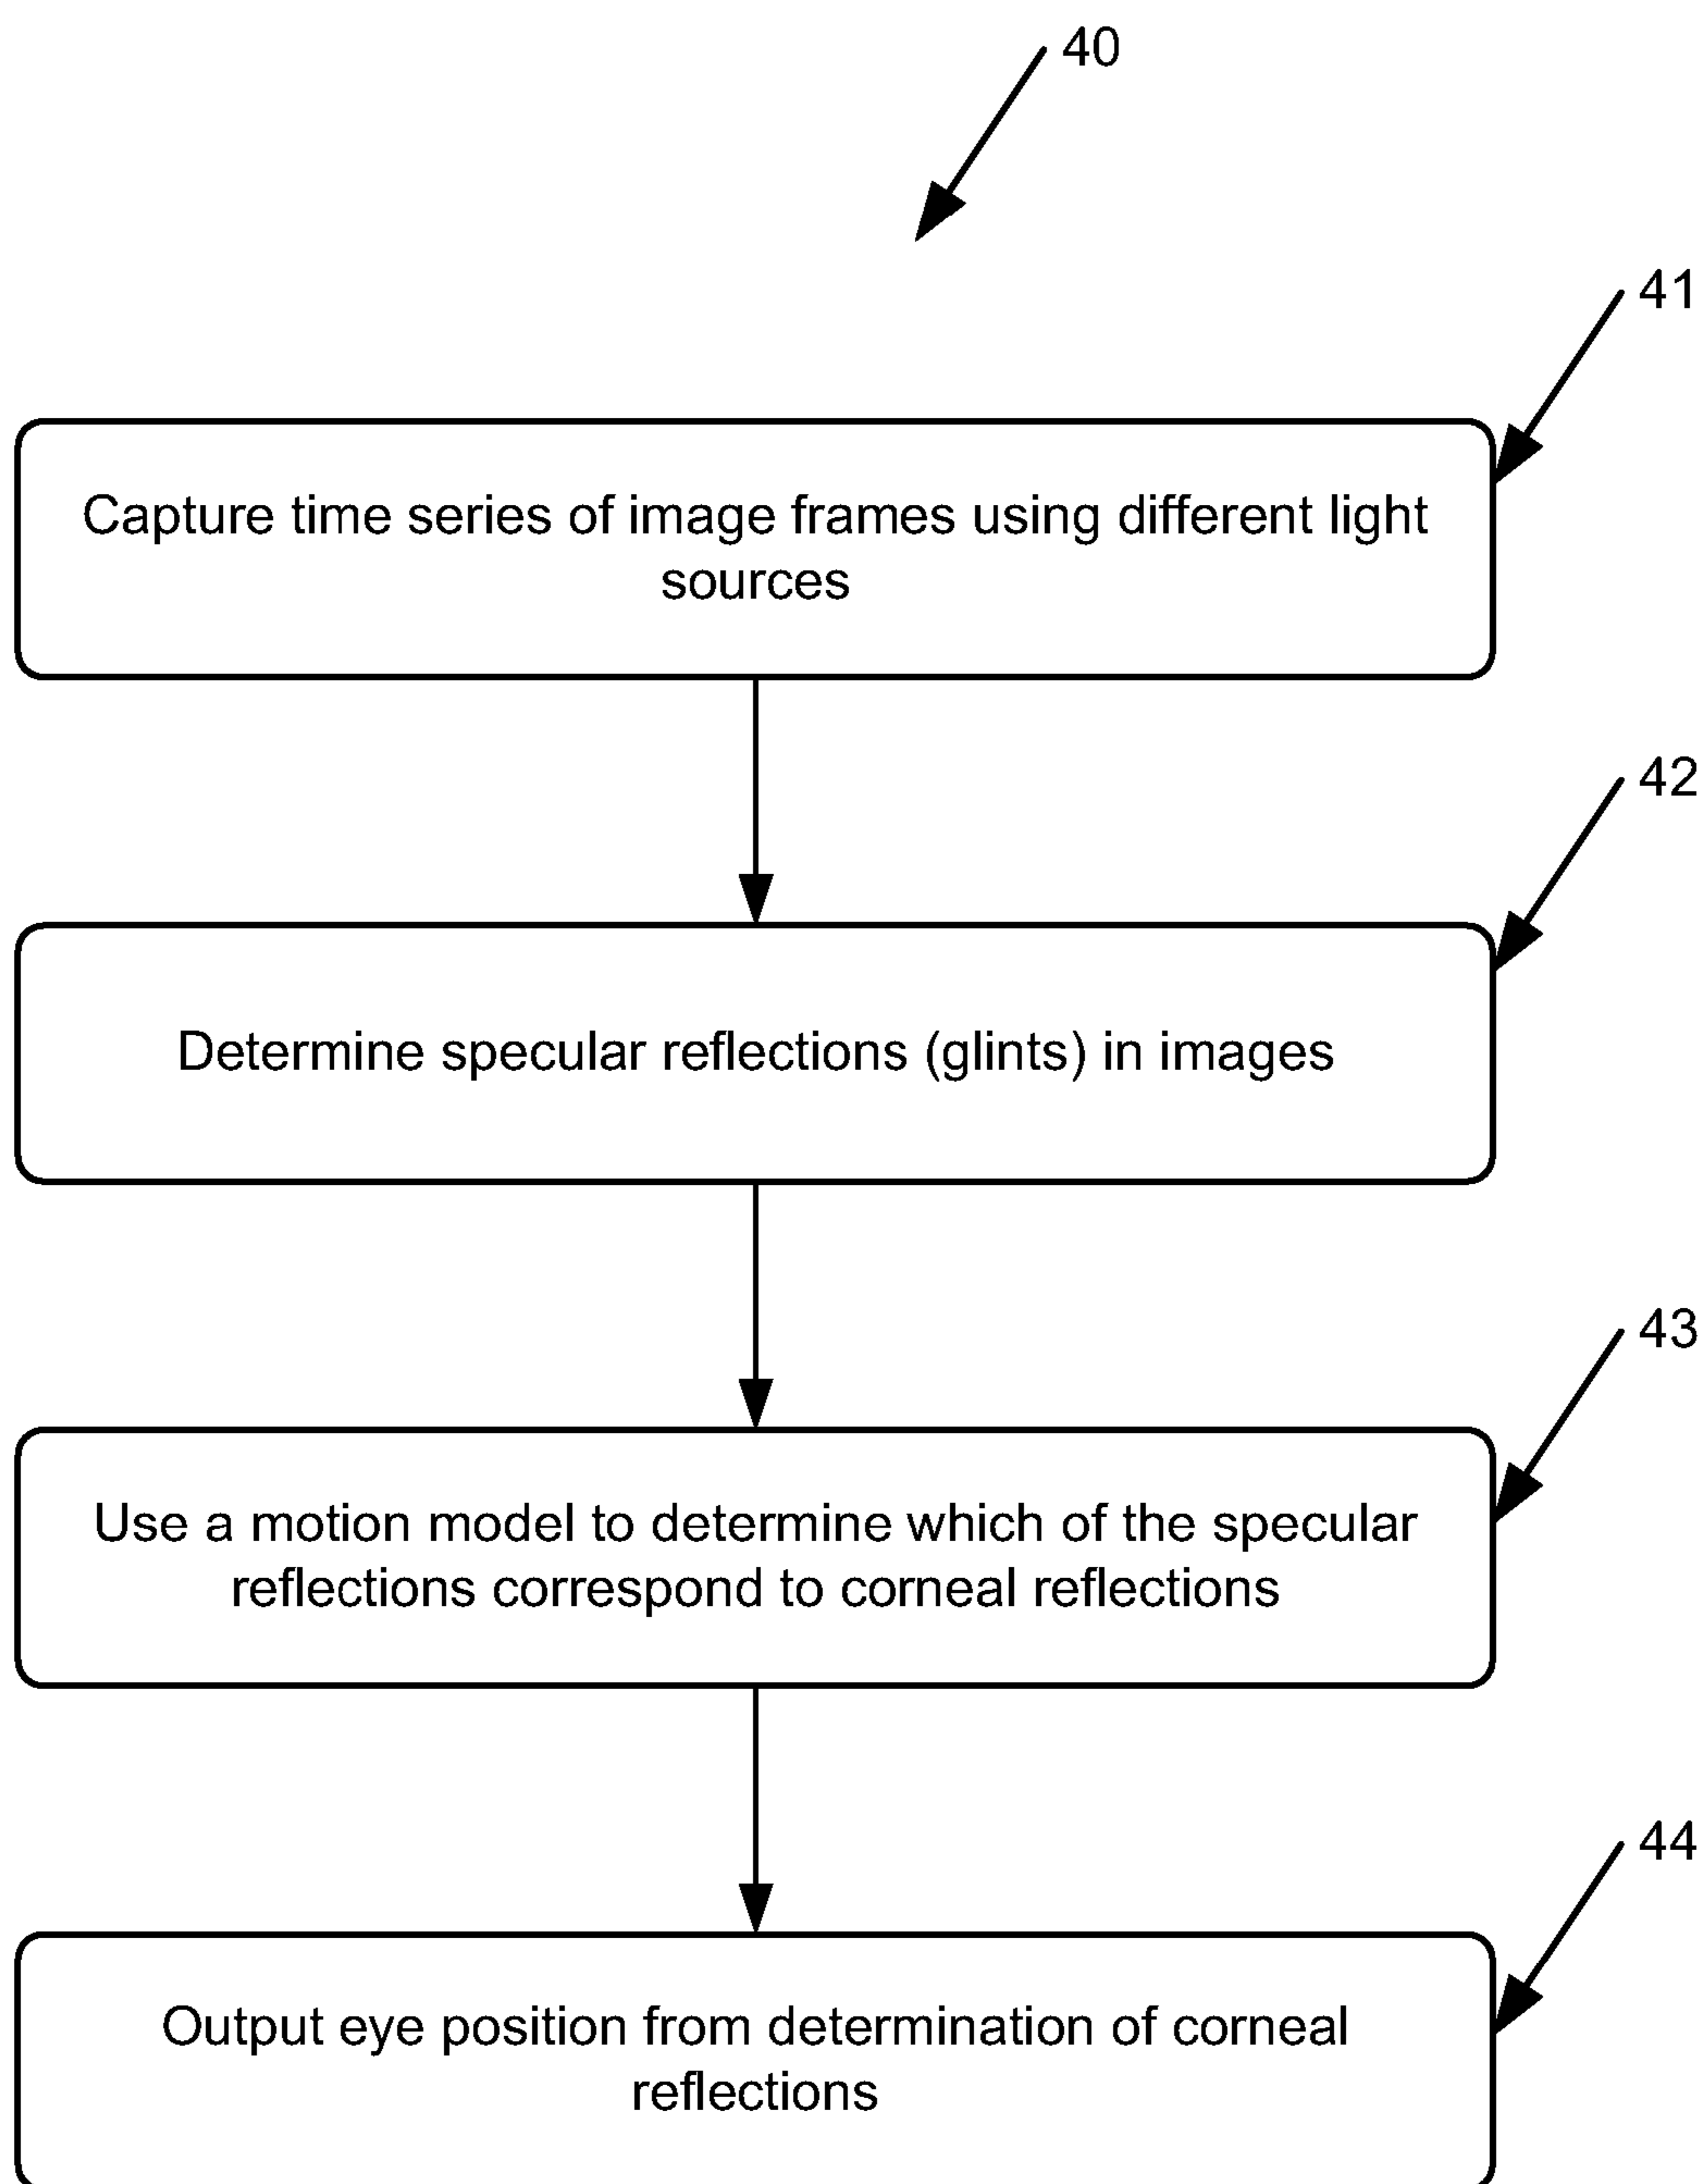 40
41
Capture time series of image frames using different light
sources
42
Determine specular reflections (glints) in images
43
Use a motion model to determine which of the specular
reflections correspond to corneal reflections
44
Output eye position from determination of corneal
reflections